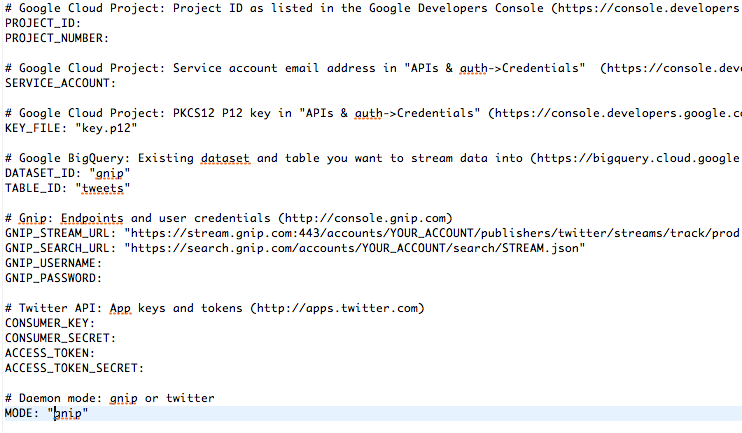 # Google Cloud Project: Project ID as listed in the Google Developers Console (https://console.developers
PROJECT_ID:
PROJECT_NUMBER:
# Google Cloud Project: Service account email address in "APIs & auth->Credentials"  (https://console.dev
SERVICE_ACCOUNT:
# Google Cloud Project: PKCS12 P12 key in "APIs & auth->Credentials" (https://console.developers.google.c
KEY_FILE: "key.p12"
# Google BigQuery: Existing dataset and table you want to stream data into (https://bigquery.cloud.google
DATASET_ID: "gnip"
TABLE_ID: "tweets"
# Gnip: Endpoints and user credentials (http://console.gnip.com)
GNIP_STREAM_URL: "https://stream.gnip.com:443/accounts/YOUR_ACCOUNT/publishers/twitter/streams/track/prod
GNIP_SEARCH_URL: "https://search.gnip.com/accounts/YOUR_ACCOUNT/search/STREAM.json"
GNIP_USERNAME:
GNIP_PASSWORD:
# Twitter API: App keys and tokens (http://apps.twitter.com)
CONSUMER_KEY:
CONSUMER_SECRET:
ACCESS_TOKEN:
ACCESS_TOKEN_SECRET:
# Daemon mode: gnip or twitter
MODE: "gnip"